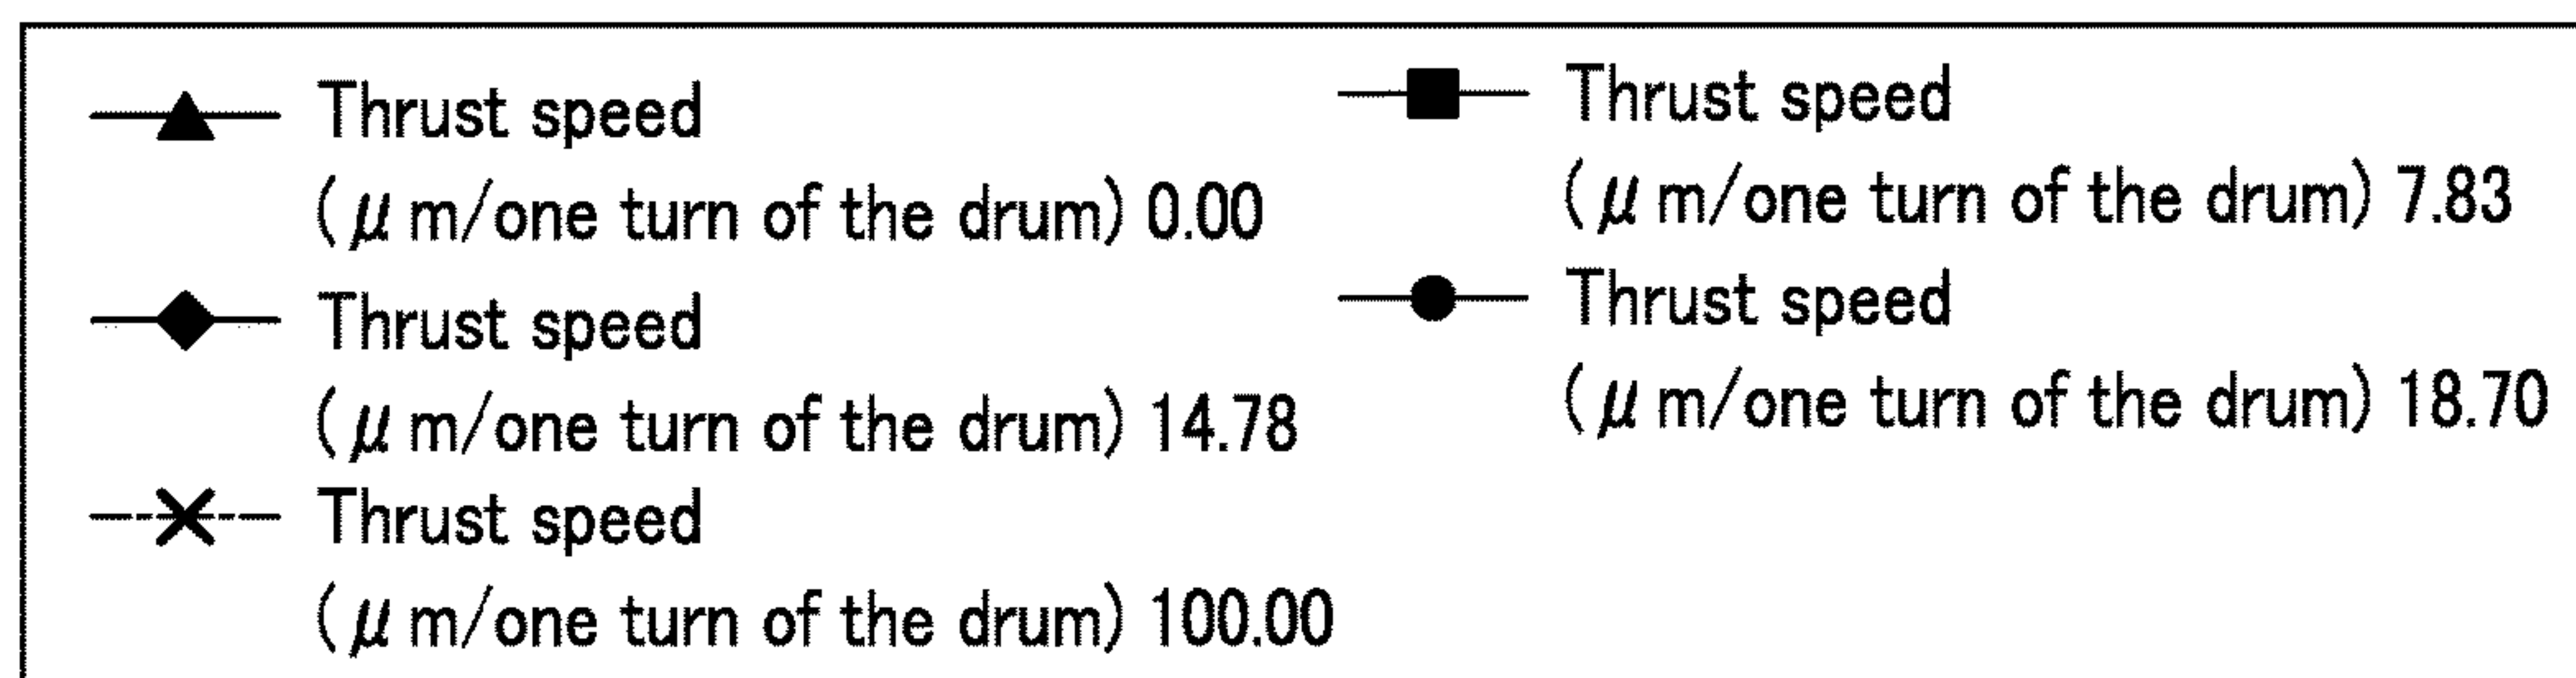 Thrust speed
(μm/one turn of the drum) 0.00
Thrust speed
(μm/one turn of the drum) 7.83
Thrust speed
(μm/one turn of the drum) 14.78
Thrust speed
(μm/one turn of the drum) 18.70
Thrust speed
(μm/one turn of the drum) 100.00